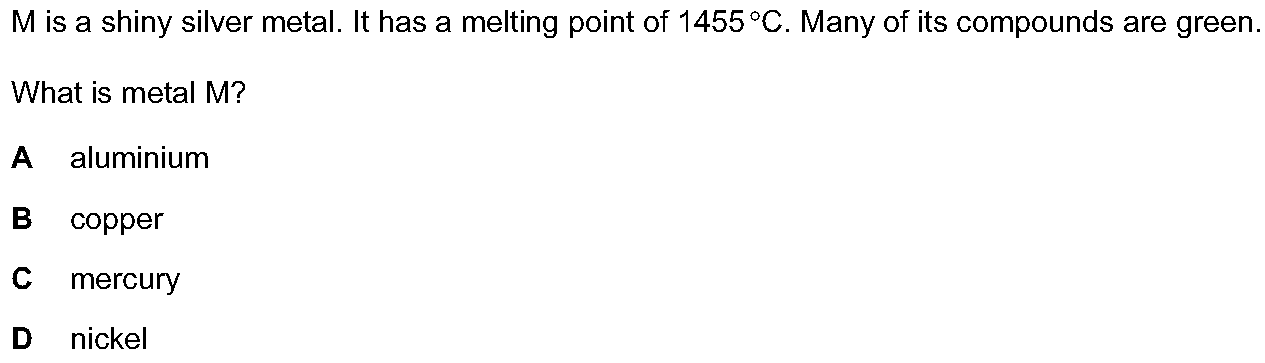 M is a shiny silver metal. It has a melting point of 1455 °C. Many of its compounds are green.
What is metal M?
A aluminium
B copper
C mercury
D nickel